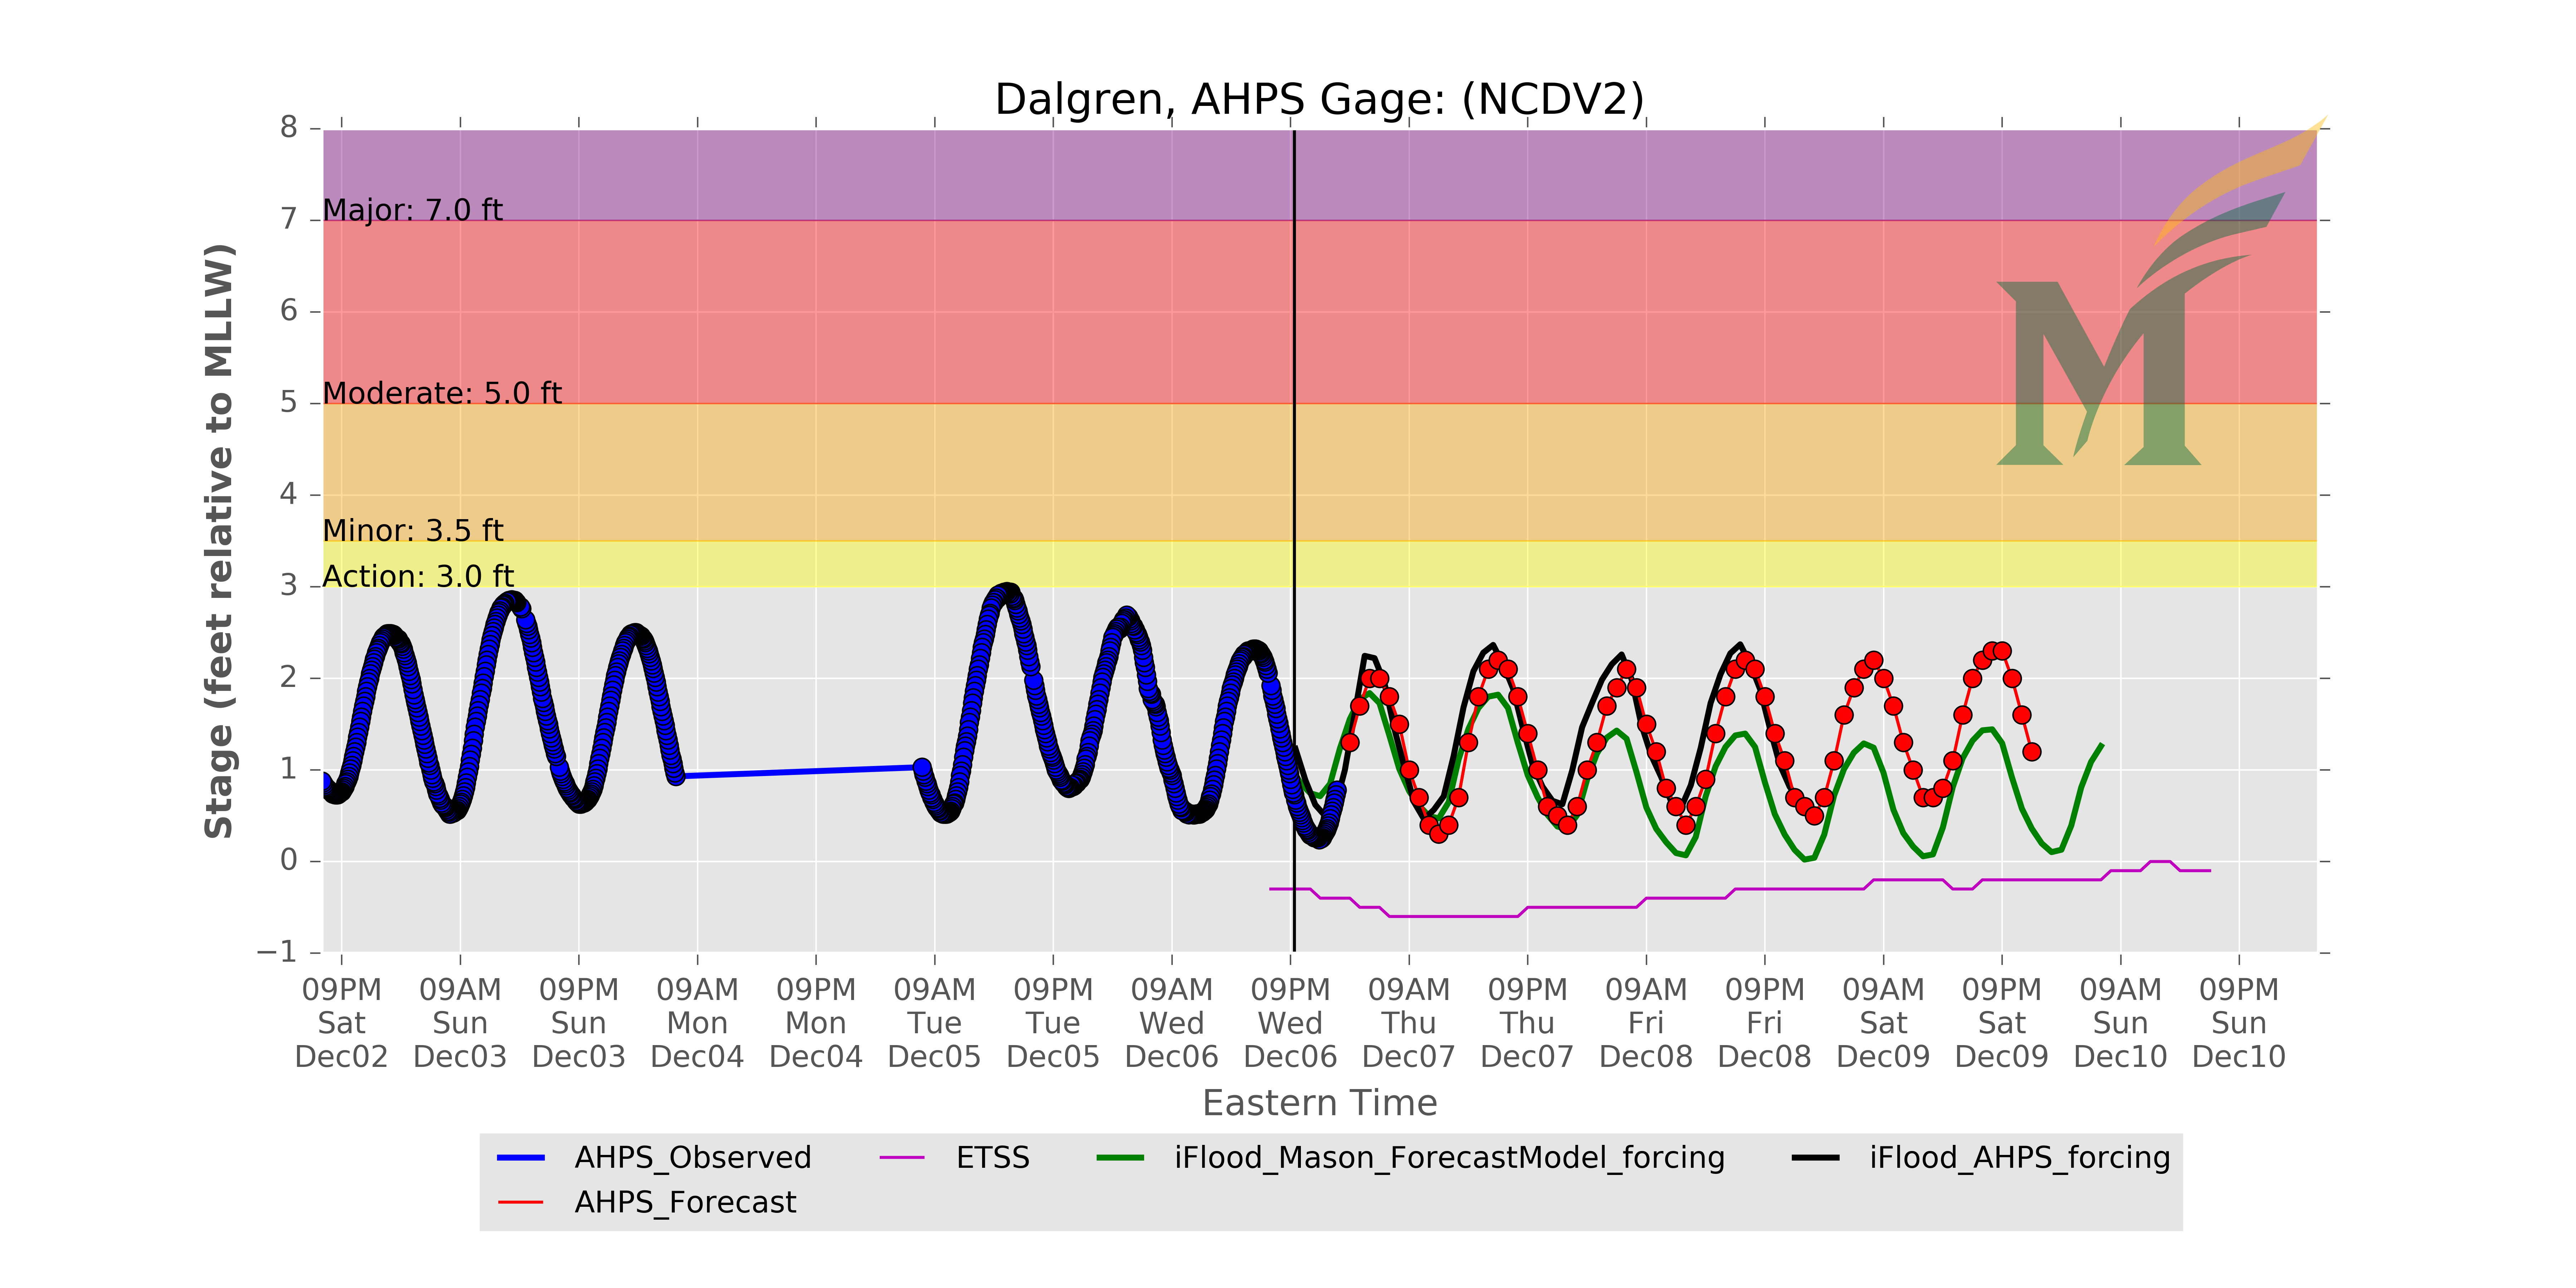 Dalgren, AHPS Gage: (NCDV2)
8
7
6
5
4
3
2
1
0
−1
Stage (feet relative to MLLW)
Major: 7.0 ft
Moderate: 5.0 ft
Minor: 3.5 ft
Action: 3.0 ft
M
09PM 09AM 09PM 09AM 09PM 09AM 09PM 09AM 09PM 09AM 09PM 09AM 09PM 09AM 09PM 09AM 09PM
Sat Sun Sun Mon Mon Tue Tue Wed Wed Thu Thu Fri Fri Sat Sat Sun Sun
Dec02 Dec03 Dec03 Dec04 Dec04 Dec05 Dec05 Dec06 Dec06 Dec07 Dec07 Dec08 Dec08 Dec09 Dec09 Dec10 Dec10
Eastern Time
AHPS_Observed ETSS iFlood_Mason_ForecastModel_forcing iFlood_AHPS_forcing
AHPS_Forecast